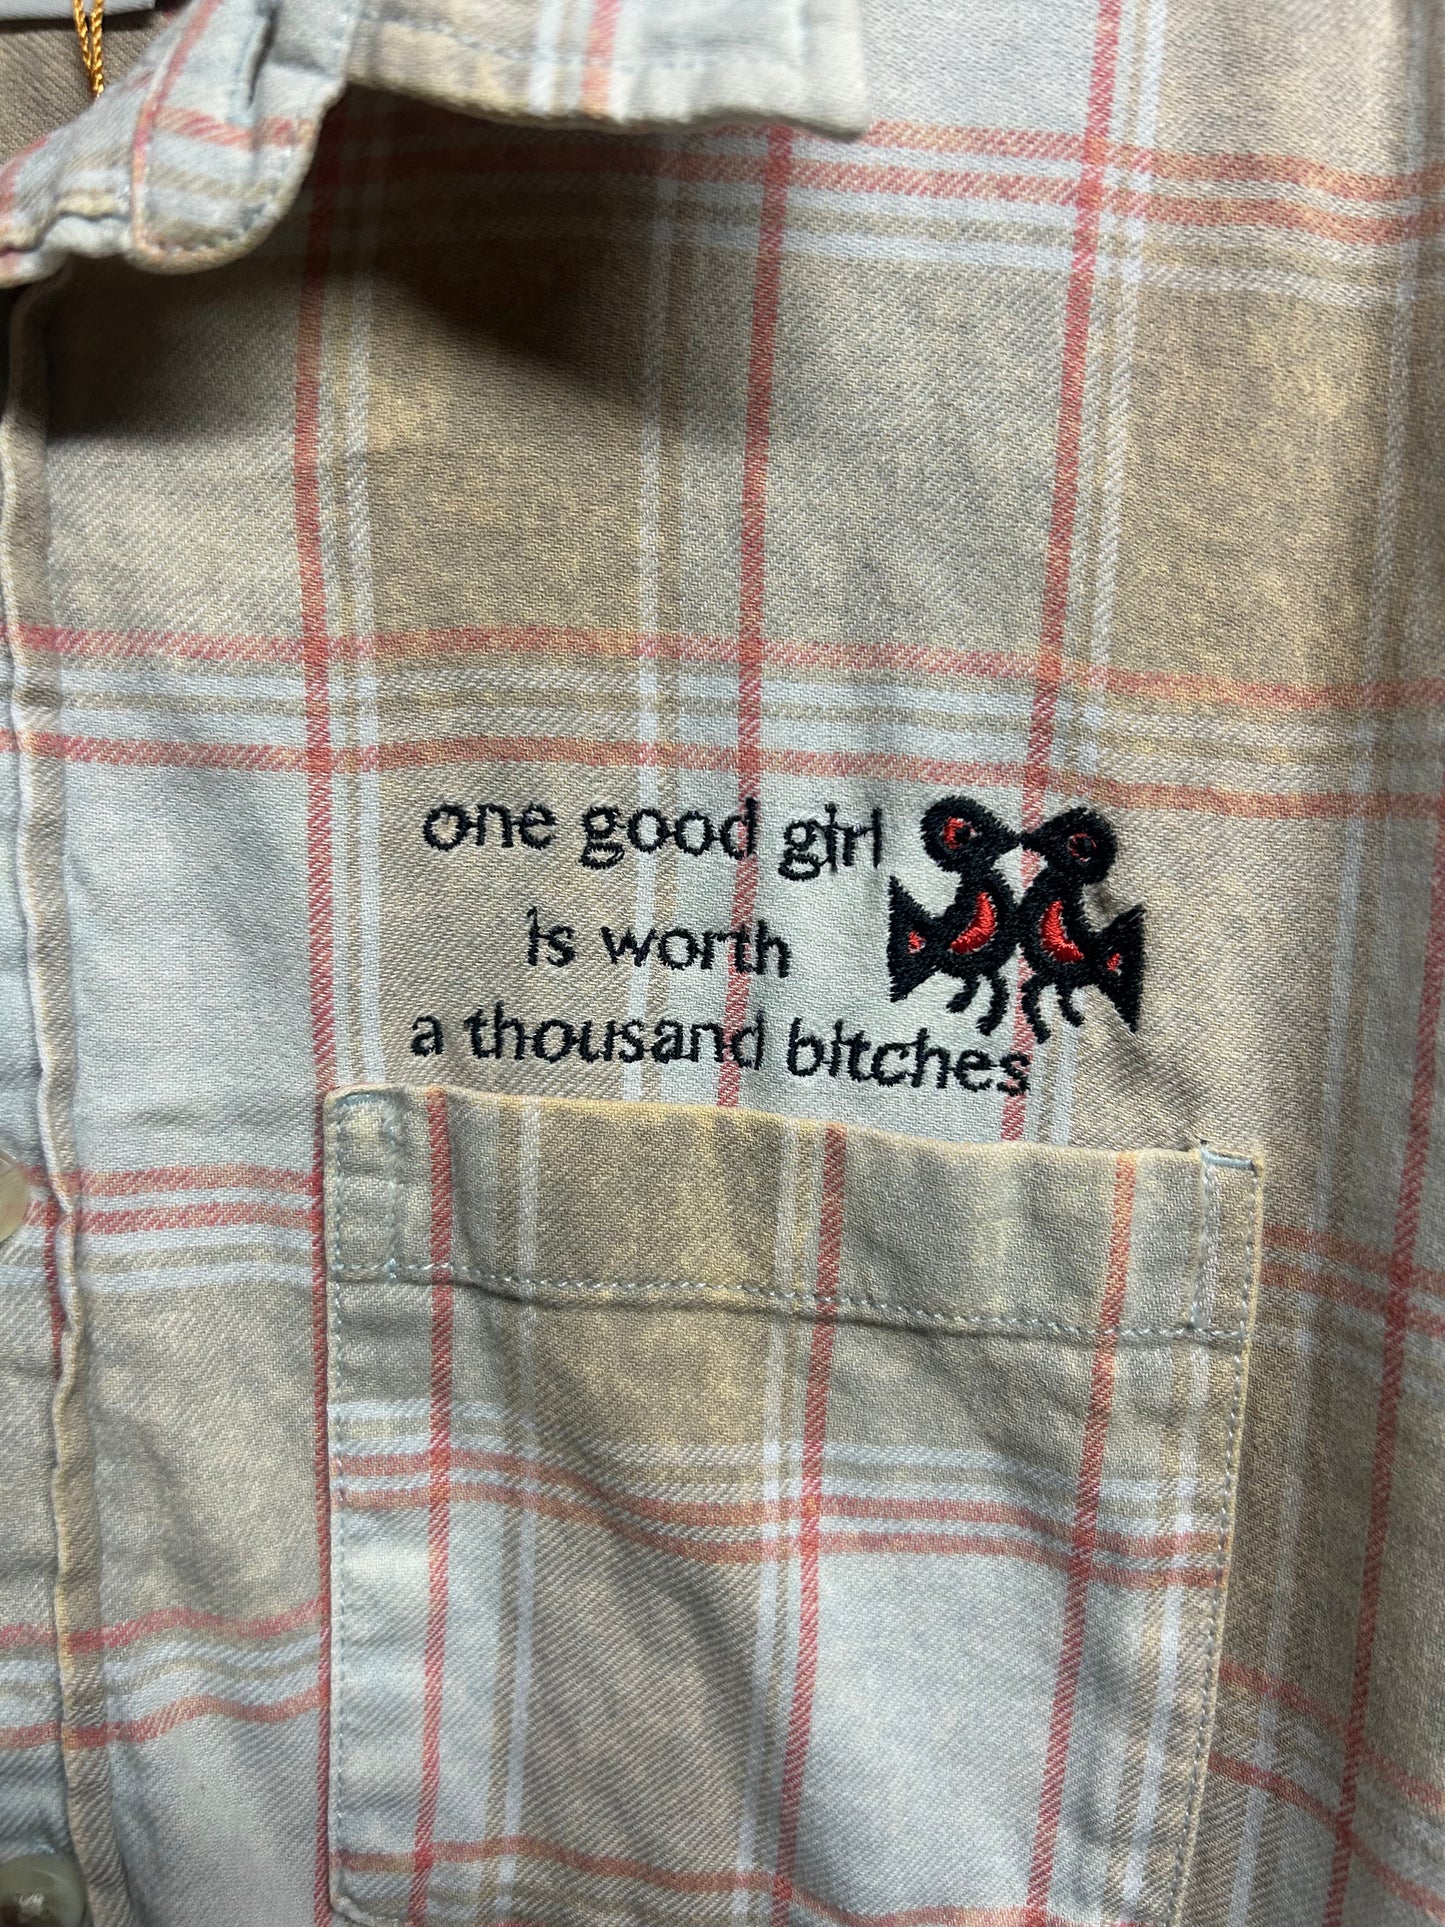 one good girl
is worth
a thousand bitches